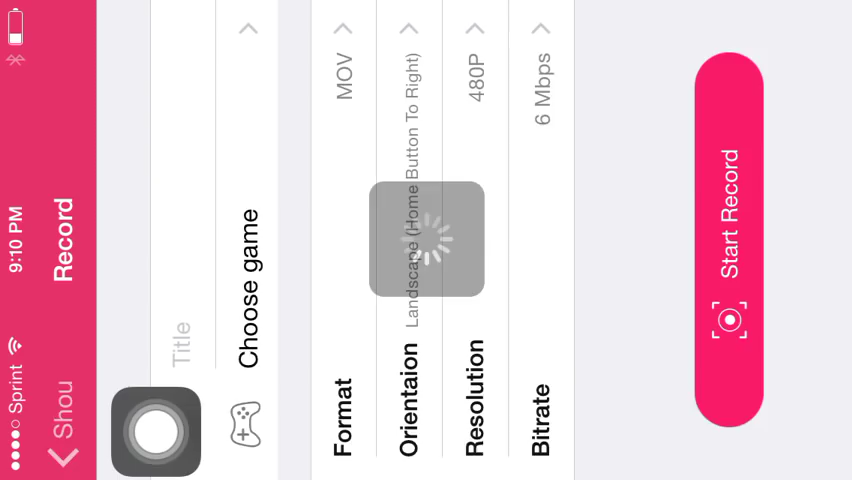 Sprint 9:10 PM
Shou Record
Title
Choose game
Format MOV
Orientaion Landscape (Home Button To Right)
Resolution 480P
Bitrate 6 Mbps
Start Record